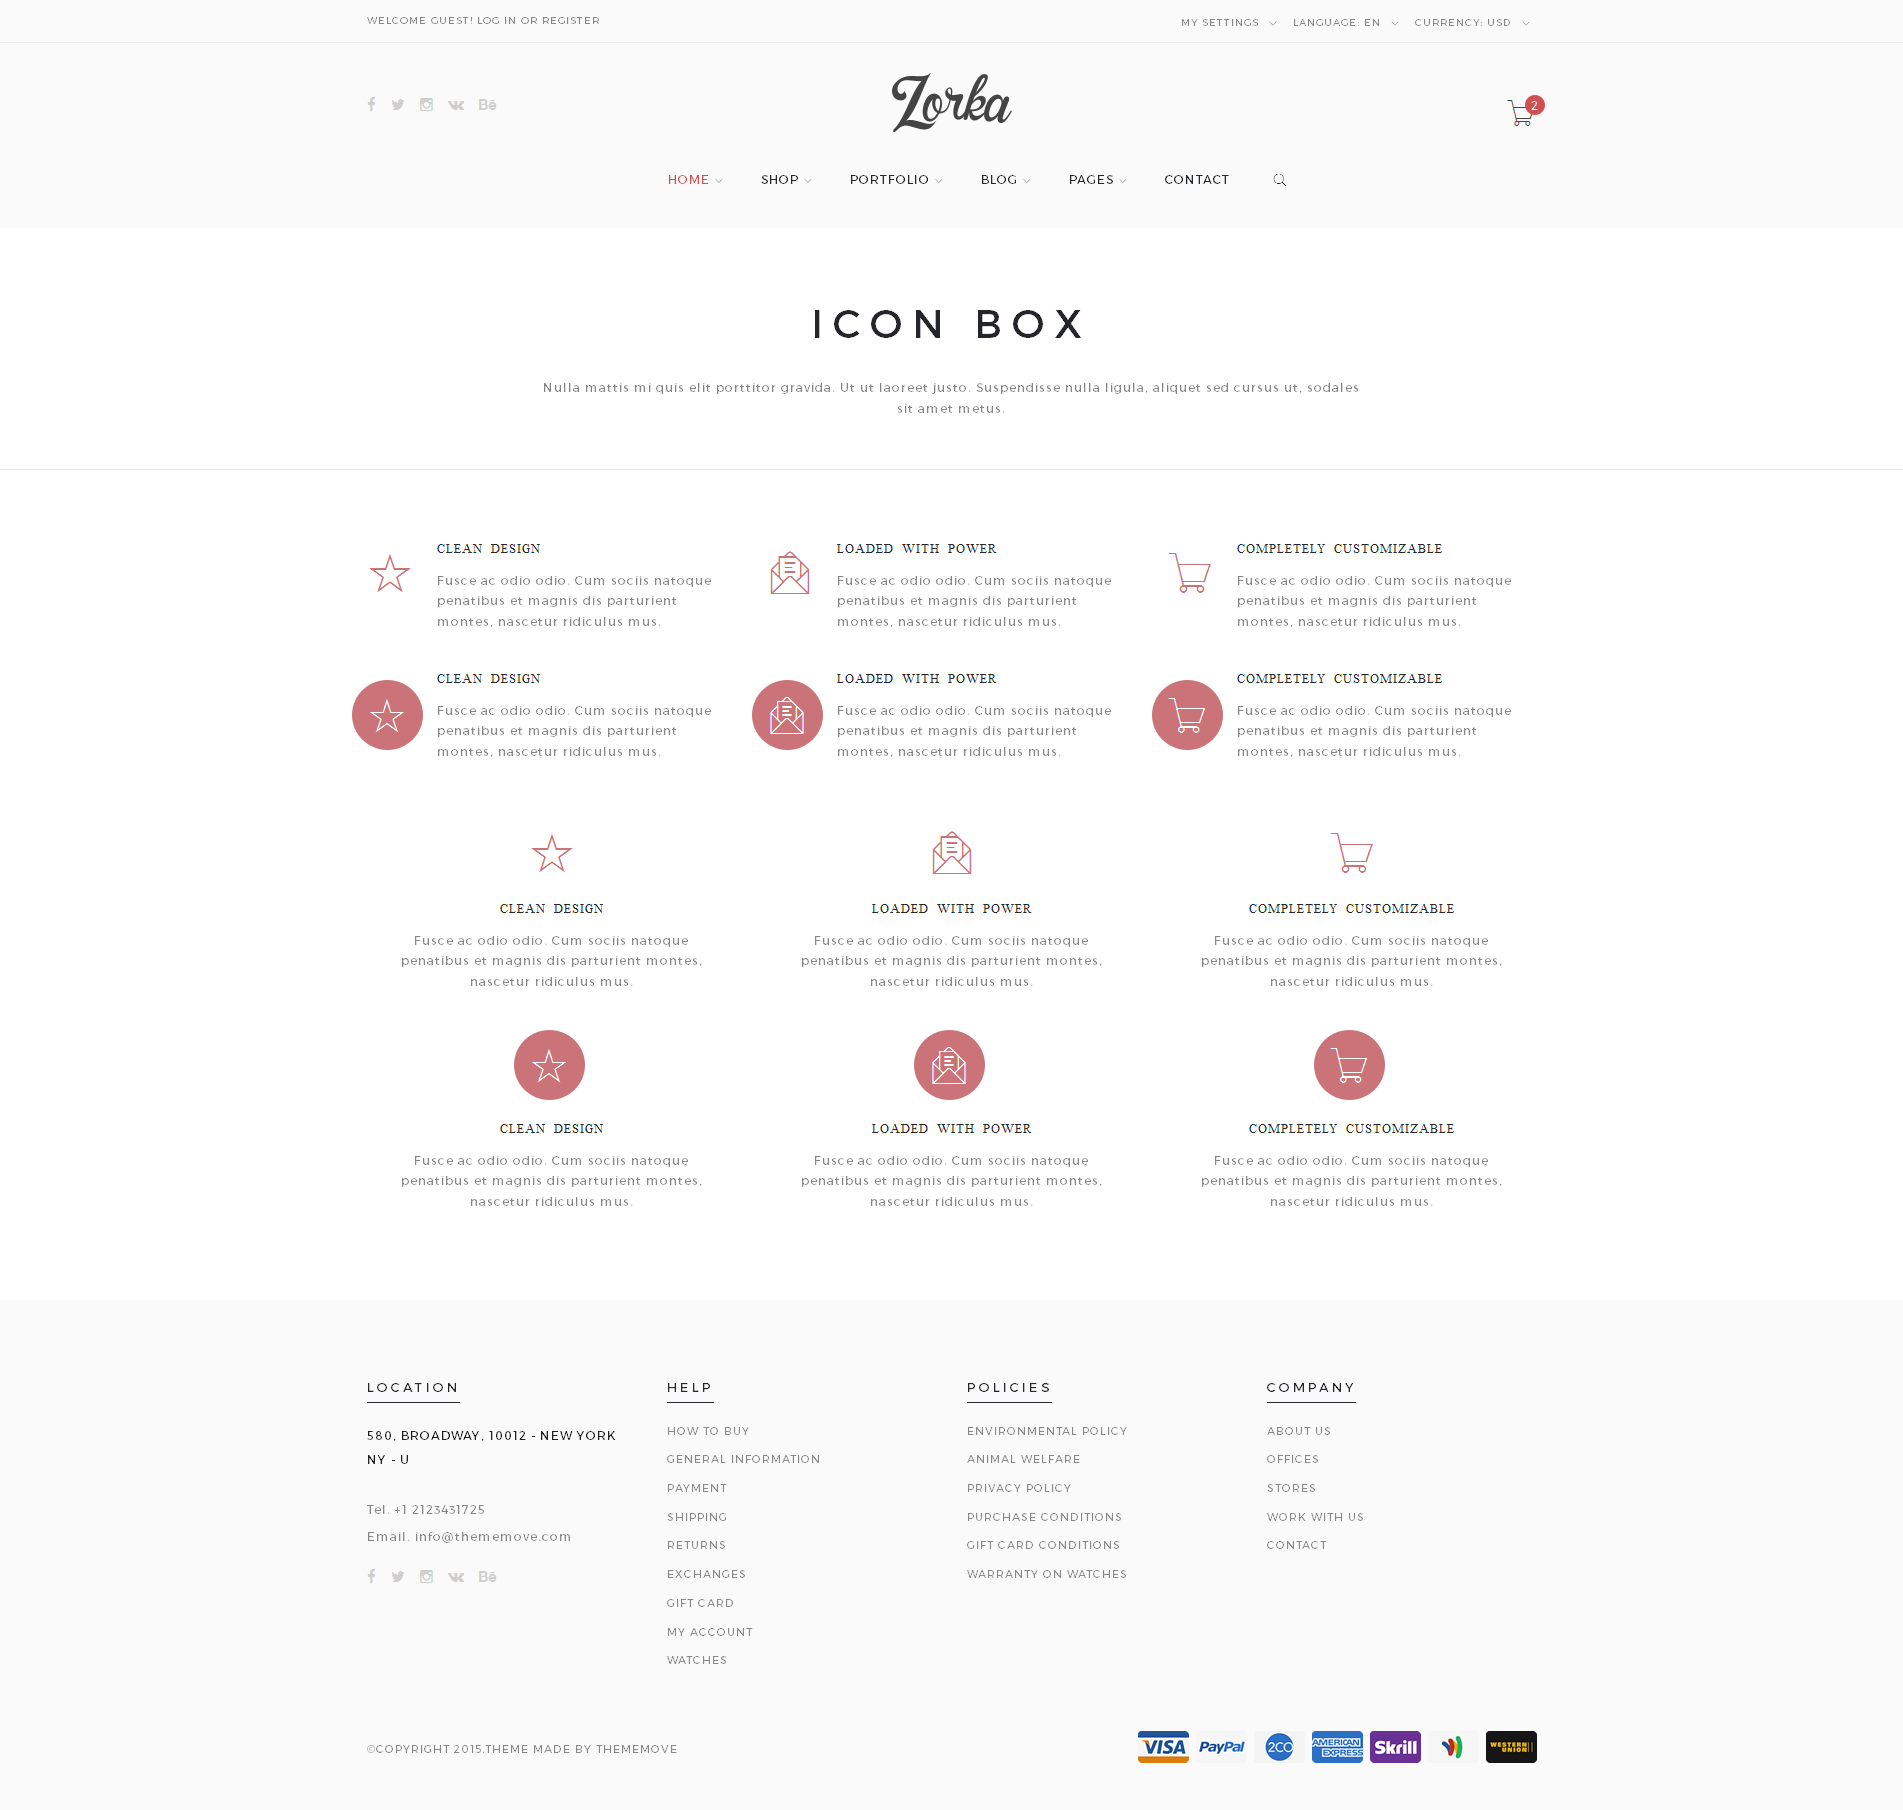 WELCOME GUEST! LOG IN OR REGISTER
MY SETTINGS LANGUAGE: EN CURRENCY: USD
Bē
Zorka
2
HOME SHOP PORTFOLIO BLOG PAGES CONTACT
ICON BOX
Nulla mattis mi quis elit porttitor gravida. Ut ut laoreet justo. Suspendisse nulla ligula, aliquet sed cursus ut, sodales
sit amet metus.
CLEAN DESIGN
Fusce ac odio odio. Cum sociis natoque
penatibus et magnis dis parturient
montes, nascetur ridiculus mus.
LOADED WITH POWER
Fusce ac odio odio. Cum sociis natoque
penatibus et magnis dis parturient
montes, nascetur ridiculus mus.
COMPLETELY CUSTOMIZABLE
Fusce ac odio odio. Cum sociis natoque
penatibus et magnis dis parturient
montes, nascetur ridiculus mus.
CLEAN DESIGN
Fusce ac odio odio. Cum sociis natoque
penatibus et magnis dis parturient
montes, nascetur ridiculus mus.
LOADED WITH POWER
Fusce ac odio odio. Cum sociis natoque
penatibus et magnis dis parturient
montes, nascetur ridiculus mus.
COMPLETELY CUSTOMIZABLE
Fusce ac odio odio. Cum sociis natoque
penatibus et magnis dis parturient
montes, nascetur ridiculus mus.
CLEAN DESIGN
Fusce ac odio odio. Cum sociis natoque
penatibus et magnis dis parturient montes,
nascetur ridiculus mus.
LOADED WITH POWER
Fusce ac odio odio. Cum sociis natoque
penatibus et magnis dis parturient montes,
nascetur ridiculus mus.
COMPLETELY CUSTOMIZABLE
Fusce ac odio odio. Cum sociis natoque
penatibus et magnis dis parturient montes,
nascetur ridiculus mus.
CLEAN DESIGN
Fusce ac odio odio. Cum sociis natoque
penatibus et magnis dis parturient montes,
nascetur ridiculus mus.
LOADED WITH POWER
Fusce ac odio odio. Cum sociis natoque
penatibus et magnis dis parturient montes,
nascetur ridiculus mus.
COMPLETELY CUSTOMIZABLE
Fusce ac odio odio. Cum sociis natoque
penatibus et magnis dis parturient montes,
nascetur ridiculus mus.
LOCATION
580, BROADWAY, 10012 - NEW YORK
NY - U
Tel. +1 2123431725
Email. info@thememove.com
Bē
HELP
HOW TO BUY
GENERAL INFORMATION
PAYMENT
SHIPPING
RETURNS
EXCHANGES
GIFT CARD
MY ACCOUNT
WATCHES
POLICIES
ENVIRONMENTAL POLICY
ANIMAL WELFARE
PRIVACY POLICY
PURCHASE CONDITIONS
GIFT CARD CONDITIONS
WARRANTY ON WATCHES
COMPANY
ABOUT US
OFFICES
STORES
WORK WITH US
CONTACT
©COPYRIGHT 2015.THEME MADE BY THEMEMOVE
VISA
PayPal
2CO
AMERICAN
EXPRESS
Skrill
WESTERN
UNION